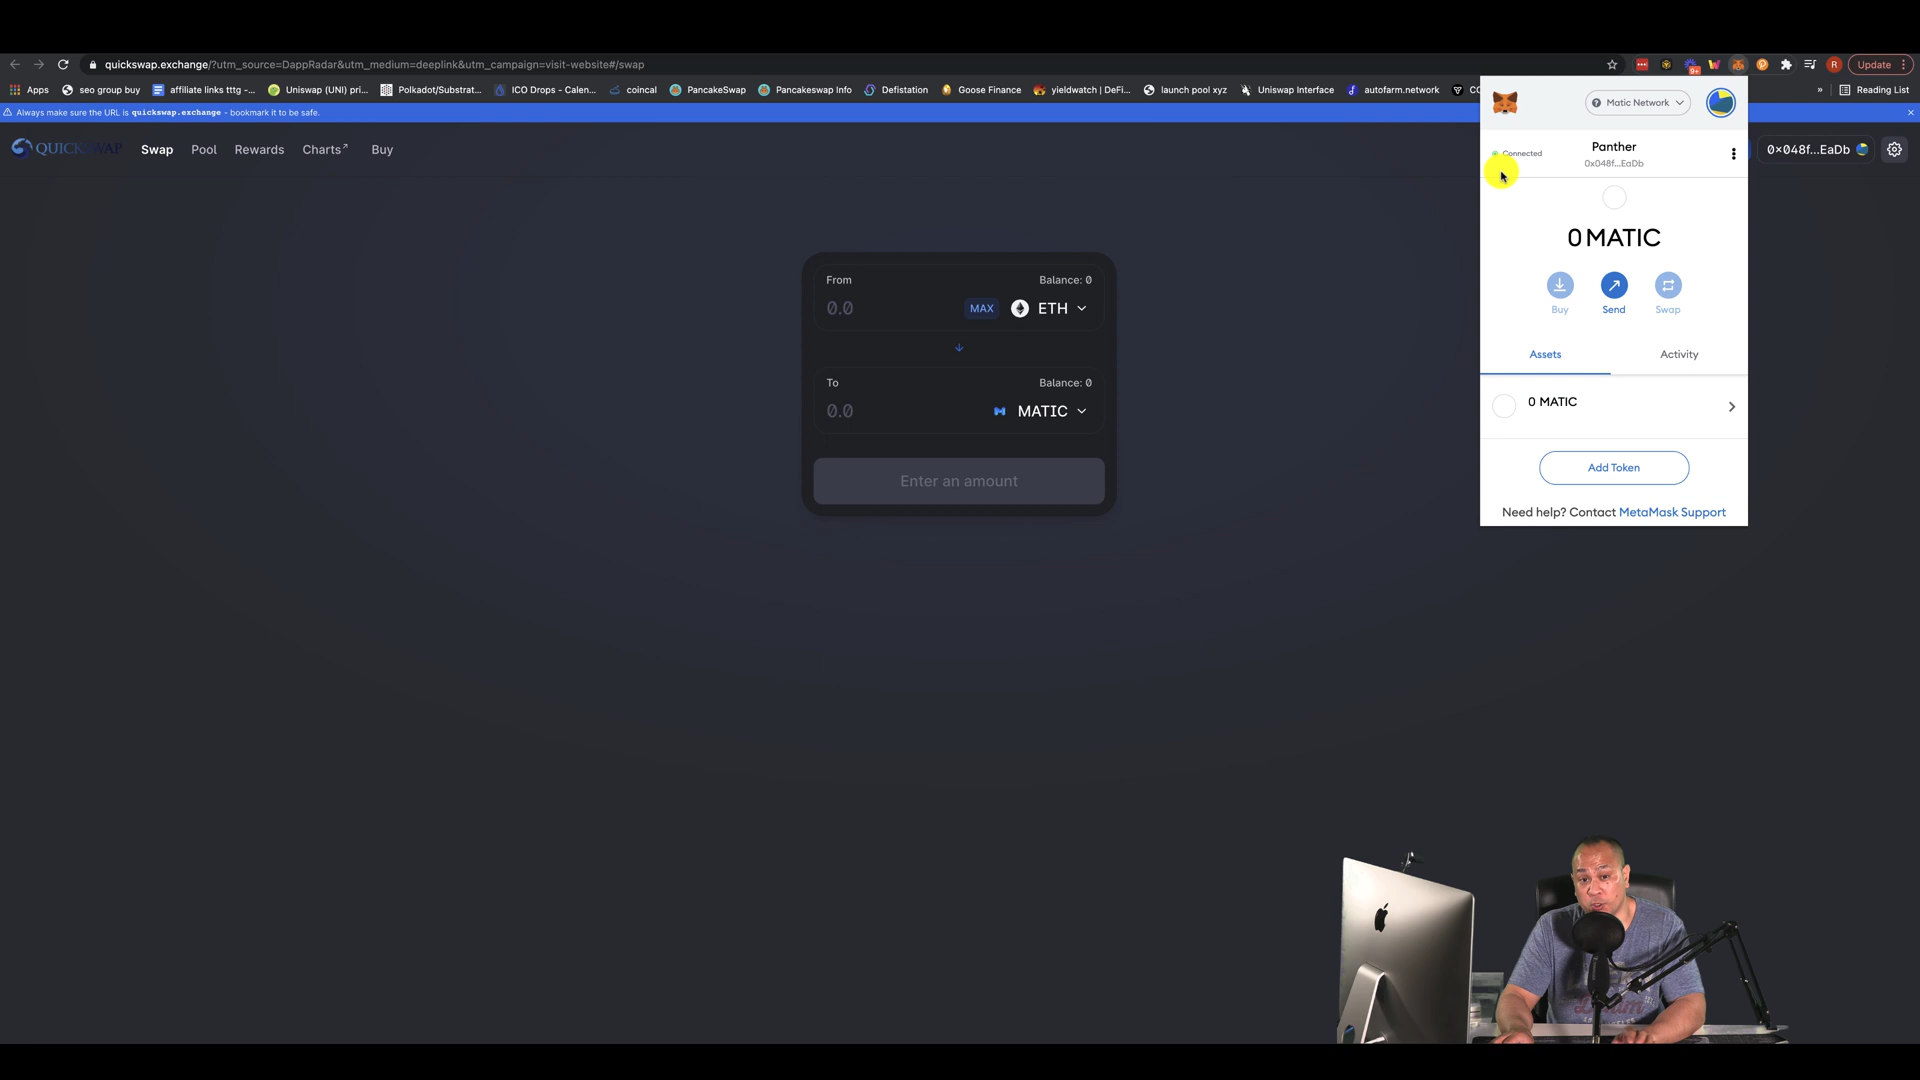 quickswap.exchange/?utm_source=DappRadar&utm_medium=deeplink&utm_campaign=visit-website#/swap
9+
R
Update
Apps
seo group buy
affiliate links tttg -...
Uniswap (UNI) pri...
Polkadot/Substrat...
ICO Drops - Calen...
coincal
PancakeSwap
Pancakeswap Info
Defistation
Goose Finance
yieldwatch | DeFi...
launch pool xyz
Uniswap Interface
autofarm.network
CO
»
Reading List
Always make sure the URL is quickswap.exchange - bookmark it to be safe.
QUICKSWAP
Swap
Pool
Rewards
Charts↗
Buy
0×048f...EaDb
Matic Network
Connected
Panther
0x048f...EaDb
0 MATIC
Buy
Send
Swap
Assets
Activity
0 MATIC
Add Token
Need help? Contact MetaMask Support
From
Balance: 0
0.0
MAX
ETH
To
Balance: 0
0.0
MATIC
Enter an amount